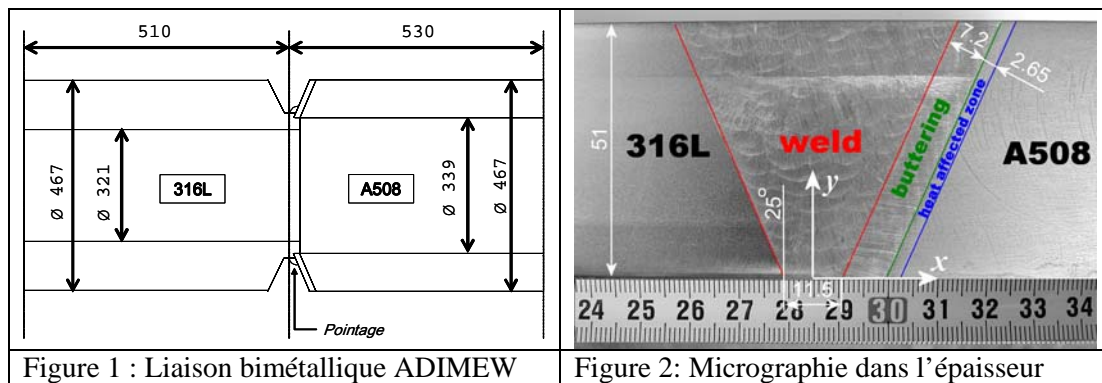 510
530
Ø 467
Ø 321
316L
A508
Ø 339
Ø 467
Pointage
Figure 1 : Liaison bimétallique ADIMEW
51
316L
weld
buttering
heat affected zone
A508
7.2
2.65
25°
y
x
11.5
24 25 26 27 28 29 30 31 32 33 34
Figure 2: Micrographie dans l'épaisseur